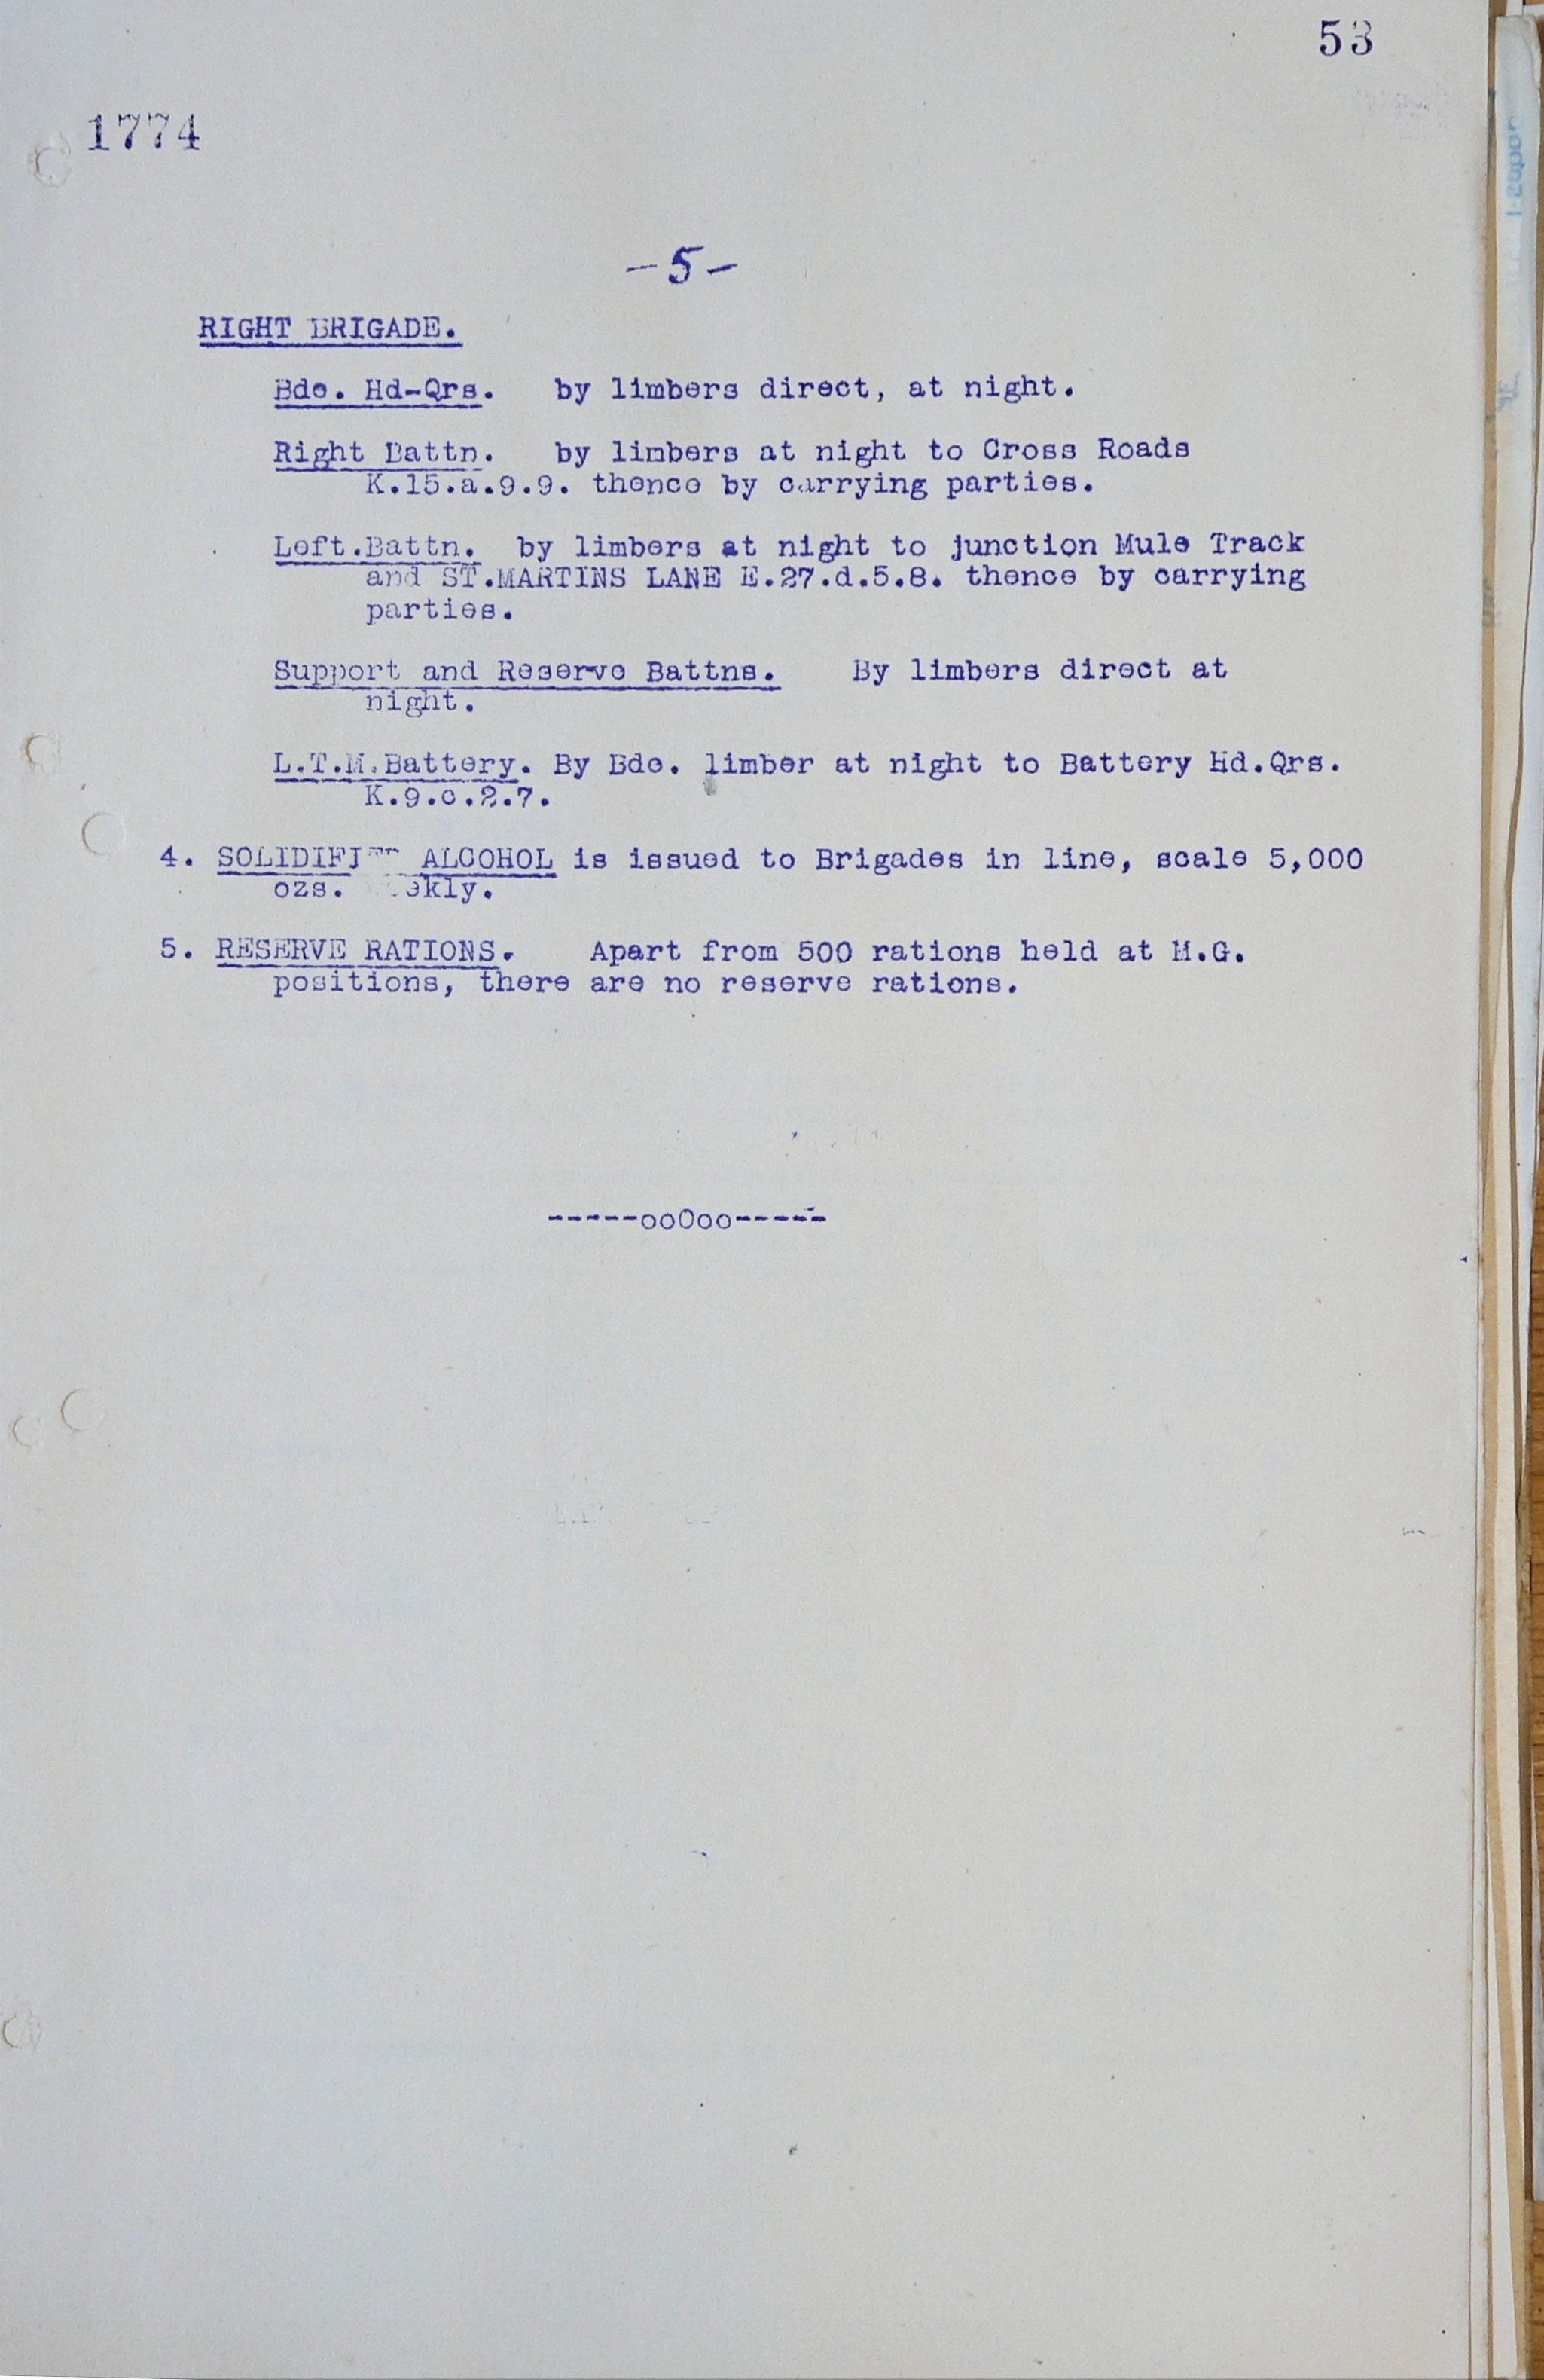 53
1774
-5-
RIGHT BRIGADE.
Bde. Hd-Qrs. by limbers direct, at night.
Right Battn. by limbers at night to Cross Roads
K.15.a.9.9. thence by carrying parties.
Left.Battn. by limbers at night to junction Mule Track
and ST.MARTINS LANE E.27.d.5.8. thence by carrying
parties.
Support and Reserve Battns. By limbers direct at
night.
L.T.M.Battery. By Bde. limber at night to Battery Hd.Qrs.
K.9.c.2.7.
4. SOLIDIFIED ALCOHOL is issued to Brigades in line, scale 5,000
ozs. weekly.
5. RESERVE RATIONS. Apart from 500 rations held at M.G.
positions, there are no reserve rations.
-----ooOoo-----